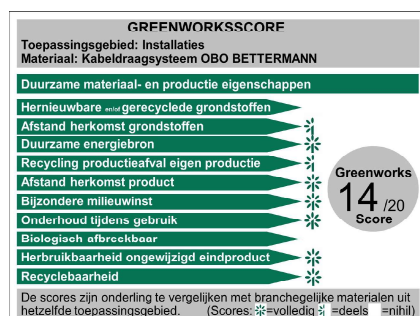 GREENWORKSSCORE
Toepassingsgebied: Installaties
Materiaal: Kabeldraagsysteem OBO BETTERMANN
Duurzame materiaal- en productie eigenschappen
Hernieuwbare en/of gerecyclede grondstoffen
Afstand herkomst grondstoffen
Duurzame energiebron
Recycling productieafval eigen productie
Afstand herkomst product
Bijzondere milieuwinst
Onderhoud tijdens gebruik
Biologisch afbreekbaar
Herbruikbaarheid ongewijzigd eindproduct
Recyclebaarheid
Greenworks
14 /20
Score
De scores zijn onderling te vergelijken met branchegelijke materialen uit
hetzelfde toepassingsgebied. (Scores: =volledig =deels =nihil)